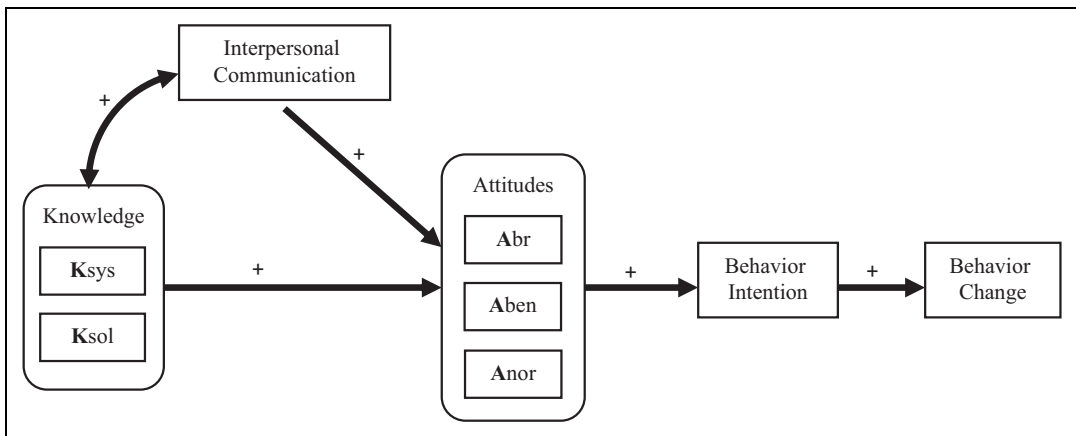 Interpersonal
Communication
+
+
Attitudes
Knowledge
Abr
Ksys
+
+
Behavior
Intention
+
Behavior
Change
Aben
Ksol
Anor